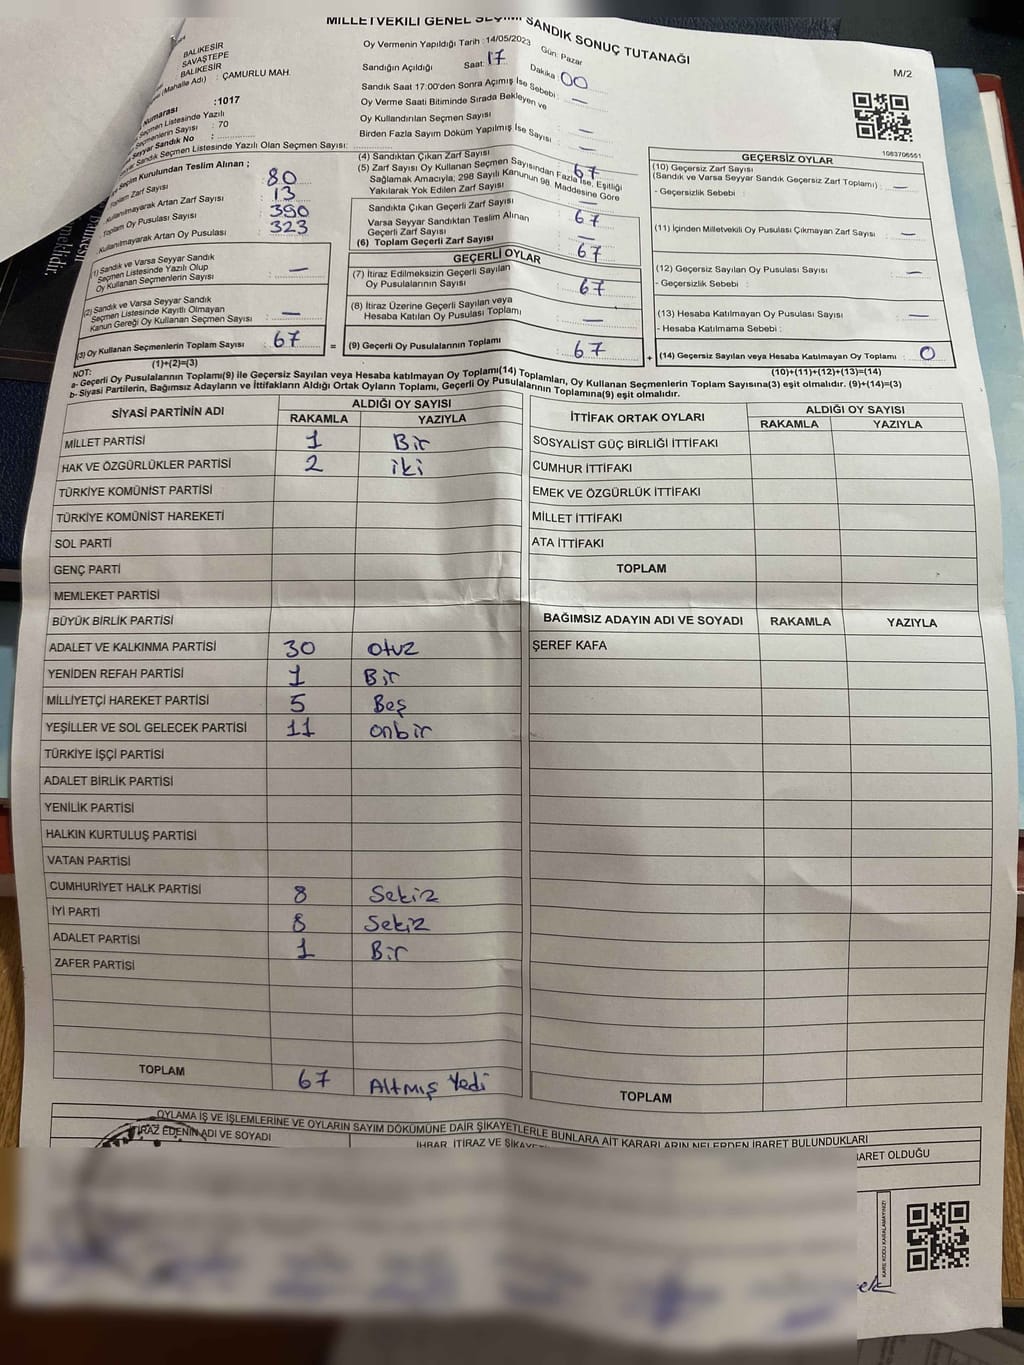 MİLLETVEKİLİ GENEL SEÇİMİ SANDIK SONUÇ TUTANAĞI
M/2
BALIKESİR
SAVAŞTEPE
BALIKESİR
(Mahalle Adı) : ÇAMURLU MAH.
Numarası :1017
Seçmen Listesinde Yazılı
Seçmenlerin Sayısı : 70
Seyyar Sandık No :
Seyyar Sandık Seçmen Listesinde Yazılı Olan Seçmen Sayısı:
Oy Vermenin Yapıldığı Tarih :14/05/2023 Gün: Pazar
Sandığın Açıldığı Saat: 17 Dakika : 00
Sandık Saat 17:00'den Sonra Açılmış İse Sebebi : —
Oy Verme Saati Bitiminde Sırada Bekleyen ve
Oy Kullandırılan Seçmen Sayısı —
Birden Fazla Sayım Döküm Yapılmış İse Sayısı : —
1083706551
Seçim Kurulundan Teslim Alınan ;
Toplam Zarf Sayısı 80
Kullanılmayarak Artan Zarf Sayısı 13
Toplam Oy Pusulası Sayısı 390
Kullanılmayarak Artan Oy Pusulası 323
(1) Sandık ve Varsa Seyyar Sandık
Seçmen Listesinde Yazılı Olup
Oy Kullanan Seçmenlerin Sayısı —
(2) Sandık ve Varsa Seyyar Sandık
Seçmen Listesinde Kayıtlı Olmayan
Kanun Gereği Oy Kullanan Seçmen Sayısı —
(3) Oy Kullanan Seçmenlerin Toplam Sayısı 67 =
(1)+(2)=(3)
(4) Sandıktan Çıkan Zarf Sayısı 67
(5) Zarf Sayısı Oy Kullanan Seçmen Sayısından Fazla İse, Eşitliği
Sağlamak Amacıyla, 298 Sayılı Kanunun 98. Maddesine Göre
Yakılarak Yok Edilen Zarf Sayısı —
Sandıkta Çıkan Geçerli Zarf Sayısı 67
Varsa Seyyar Sandıktan Teslim Alınan
Geçerli Zarf Sayısı —
(6) Toplam Geçerli Zarf Sayısı 67
GEÇERLİ OYLAR
(7) İtiraz Edilmeksizin Geçerli Sayılan
Oy Pusulalarının Sayısı : 67
(8) İtiraz Üzerine Geçerli Sayılan veya
Hesaba Katılan Oy Pusulası Toplamı : —
(9) Geçerli Oy Pusulalarının Toplamı : 67 +
GEÇERSİZ OYLAR
(10) Geçersiz Zarf Sayısı
(Sandık ve Varsa Seyyar Sandık Geçersiz Zarf Toplamı) : —
- Geçersizlik Sebebi :
(11) İçinden Milletvekili Oy Pusulası Çıkmayan Zarf Sayısı : —
(12) Geçersiz Sayılan Oy Pusulası Sayısı : —
- Geçersizlik Sebebi :
(13) Hesaba Katılmayan Oy Pusulası Sayısı : —
- Hesaba Katılmama Sebebi :
(14) Geçersiz Sayılan veya Hesaba Katılmayan Oy Toplamı : 0
(10)+(11)+(12)+(13)=(14)
NOT:
a- Geçerli Oy Pusulalarının Toplamı(9) ile Geçersiz Sayılan veya Hesaba katılmayan Oy Toplamı(14) Toplamları, Oy Kullanan Seçmenlerin Toplam Sayısına(3) eşit olmalıdır. (9)+(14)=(3)
b- Siyasi Partilerin, Bağımsız Adayların ve İttifakların Aldığı Ortak Oyların Toplamı, Geçerli Oy Pusulalarının Toplamına(9) eşit olmalıdır.
SİYASİ PARTİNİN ADI ALDIĞI OY SAYISI
RAKAMLA YAZIYLA
MİLLET PARTİSİ 1 Bir
HAK VE ÖZGÜRLÜKLER PARTİSİ 2 iki
TÜRKİYE KOMÜNİST PARTİSİ
TÜRKİYE KOMÜNİST HAREKETİ
SOL PARTİ
GENÇ PARTİ
MEMLEKET PARTİSİ
BÜYÜK BİRLİK PARTİSİ
ADALET VE KALKINMA PARTİSİ 30 otuz
YENİDEN REFAH PARTİSİ 1 Bir
MİLLİYETÇİ HAREKET PARTİSİ 5 Beş
YEŞİLLER VE SOL GELECEK PARTİSİ 11 onbir
TÜRKİYE İŞÇİ PARTİSİ
ADALET BİRLİK PARTİSİ
YENİLİK PARTİSİ
HALKIN KURTULUŞ PARTİSİ
VATAN PARTİSİ
CUMHURİYET HALK PARTİSİ 8 Sekiz
İYİ PARTİ 8 Sekiz
ADALET PARTİSİ 1 Bir
ZAFER PARTİSİ
TOPLAM 67 Altmış Yedi
İTTİFAK ORTAK OYLARI ALDIĞI OY SAYISI
RAKAMLA YAZIYLA
SOSYALİST GÜÇ BİRLİĞİ İTTİFAKI
CUMHUR İTTİFAKI
EMEK VE ÖZGÜRLÜK İTTİFAKI
MİLLET İTTİFAKI
ATA İTTİFAKI
TOPLAM
BAĞIMSIZ ADAYIN ADI VE SOYADI RAKAMLA YAZIYLA
ŞEREF KAFA
TOPLAM
OYLAMA İŞ VE İŞLEMLERİNE VE OYLARIN SAYIM DÖKÜMÜNE DAİR ŞİKAYETLERLE BUNLARA AİT KARARLARIN NELERDEN İBARET BULUNDUKLARI
İRAZ EDENİN ADI VE SOYADI
İHBAR, İTİRAZ VE ŞİKAYET
BARET OLDUĞU
KARE KODU KARALAMAYINIZ!